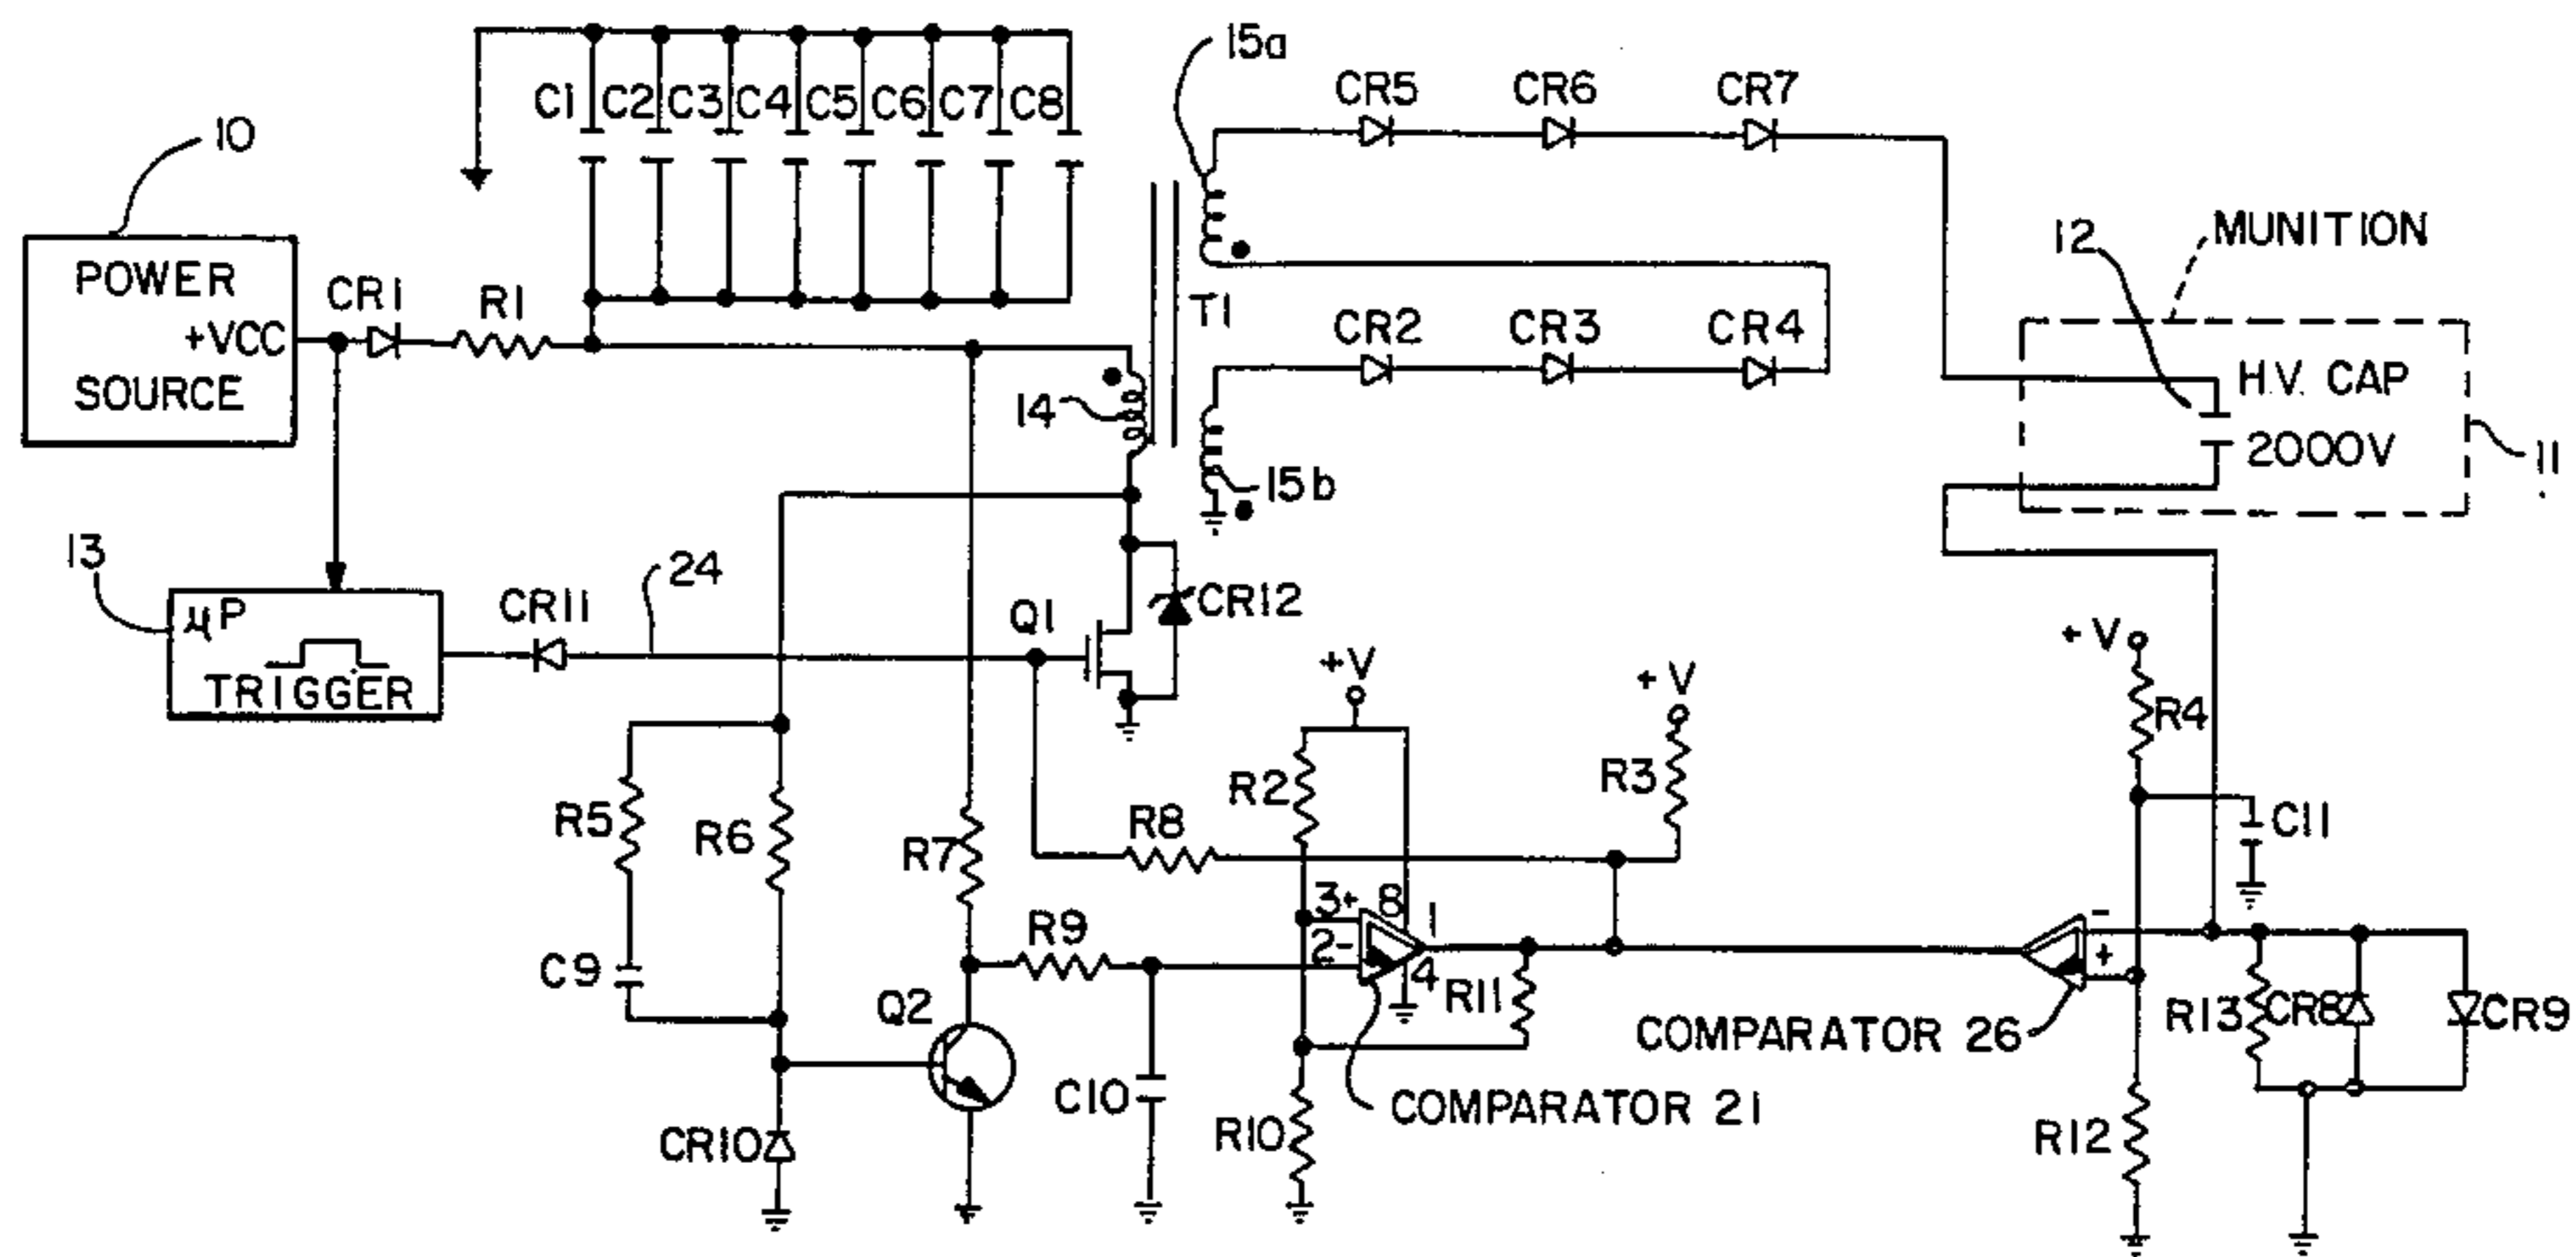 15a
CR5 CR6 CR7
C1 C2 C3 C4 C5 C6 C7 C8
10
MUNITION
12
POWER
+VCC
SOURCE
CR1
R1
T1
CR2 CR3 CR4
H.V. CAP
2000V
11
14
15b
13
μP
TRIGGER
CR11
24
Q1
CR12
+V
+V
+V
R4
R5
R6
R7
R8
R2
R3
C11
3+
8
1
2-
4
R9
C9
Q2
R11
-
+
R13
CR8
CR9
COMPARATOR 26
C10
COMPARATOR 21
CR10
R10
R12